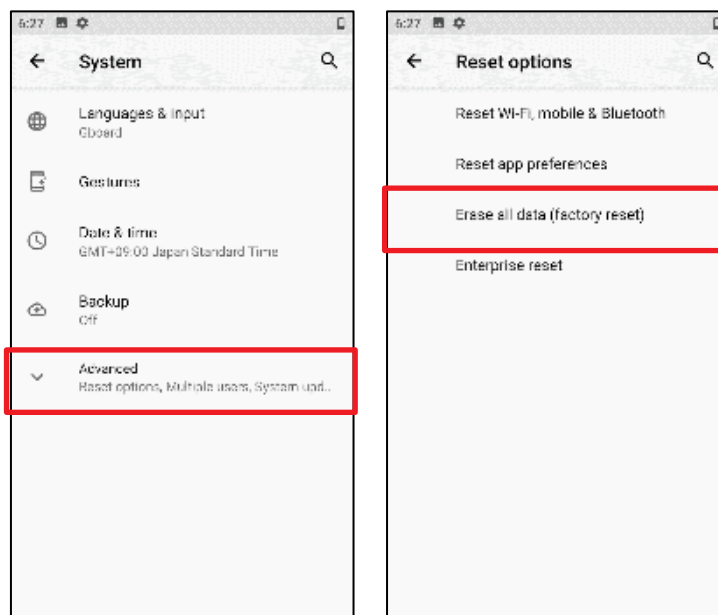 6:27
System
Languages & input
Gboard
Gestures
Date & time
GMT+09:00 Japan Standard Time
Backup
Off
Advanced
Reset options, Multiple users, System upd..
6:27
Reset options
Reset Wi-Fi, mobile & Bluetooth
Reset app preferences
Erase all data (factory reset)
Enterprise reset